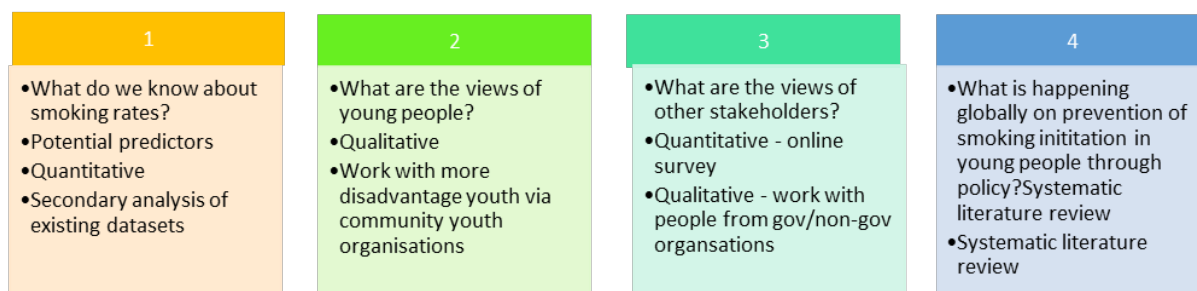 1
•What do we know about
smoking rates?
•Potential predictors
•Quantitative
•Secondary analysis of
existing datasets
2
•What are the views of
young people?
•Qualitative
•Work with more
disadvantage youth via
community youth
organisations
3
•What are the views of
other stakeholders?
•Quantitative - online
survey
•Qualitative - work with
people from gov/non-gov
organsations
4
•What is happening
globally on prevention of
smoking inititation in
young people through
policy?Systematic
literature review
•Systematic literature
review